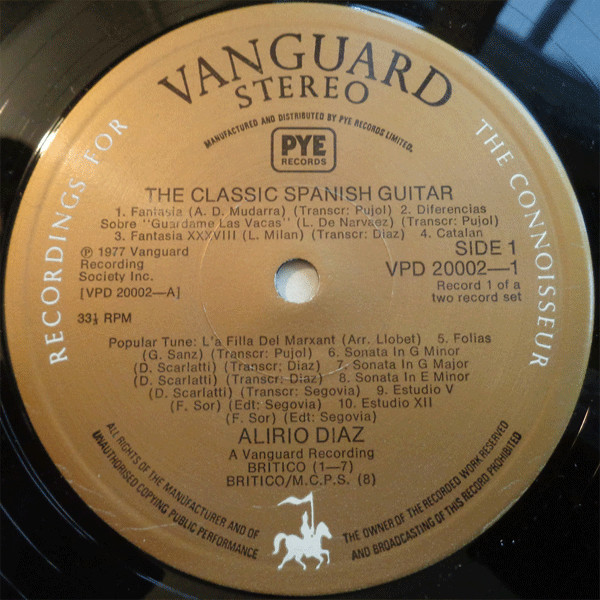 VANGUARD
STEREO
RECORDINGS FOR THE CONNOISSEUR
MANUFACTURED AND DISTRIBUTED BY PYE RECORDS LIMITED.
PYE
RECORDS
THE CLASSIC SPANISH GUITAR
1. Fantasia (A. D. Mudarra) (Transcr: Pujol) 2. Diferencias
Sobre "Guardame Las Vacas" (L. De Narvaez) (Transcr: Pujol)
3. Fantasia XXXVIII (L. Milan) (Transcr: Diaz) 4. Catalan
℗ 1977 Vanguard
Recording
Society Inc.
[VPD 20002—A]
SIDE 1
VPD 20002—1
Record 1 of a
two record set
33⅓ RPM
Popular Tune: L'a Filla Del Marxant (Arr. Llobet) 5. Folias
(G. Sanz) (Transcr: Pujol) 6. Sonata In G Minor
(D. Scarlatti) (Transcr: Diaz) 7. Sonata In G Major
(D. Scarlatti) (Transcr: Diaz) 8. Sonata In E Minor
(D. Scarlatti) (Transcr: Segovia) 9. Estudio V
(F. Sor) (Edt: Segovia) 10. Estudio XII
(F. Sor) (Edt: Segovia)
ALIRIO DIAZ
A Vanguard Recording
BRITICO (1—7)
BRITICO/M.C.P.S. (8)
ALL RIGHTS OF THE MANUFACTURER AND OF THE OWNER OF THE RECORDED WORK RESERVED
UNAUTHORISED COPYING PUBLIC PERFORMANCE AND BROADCASTING OF THIS RECORD PROHIBITED